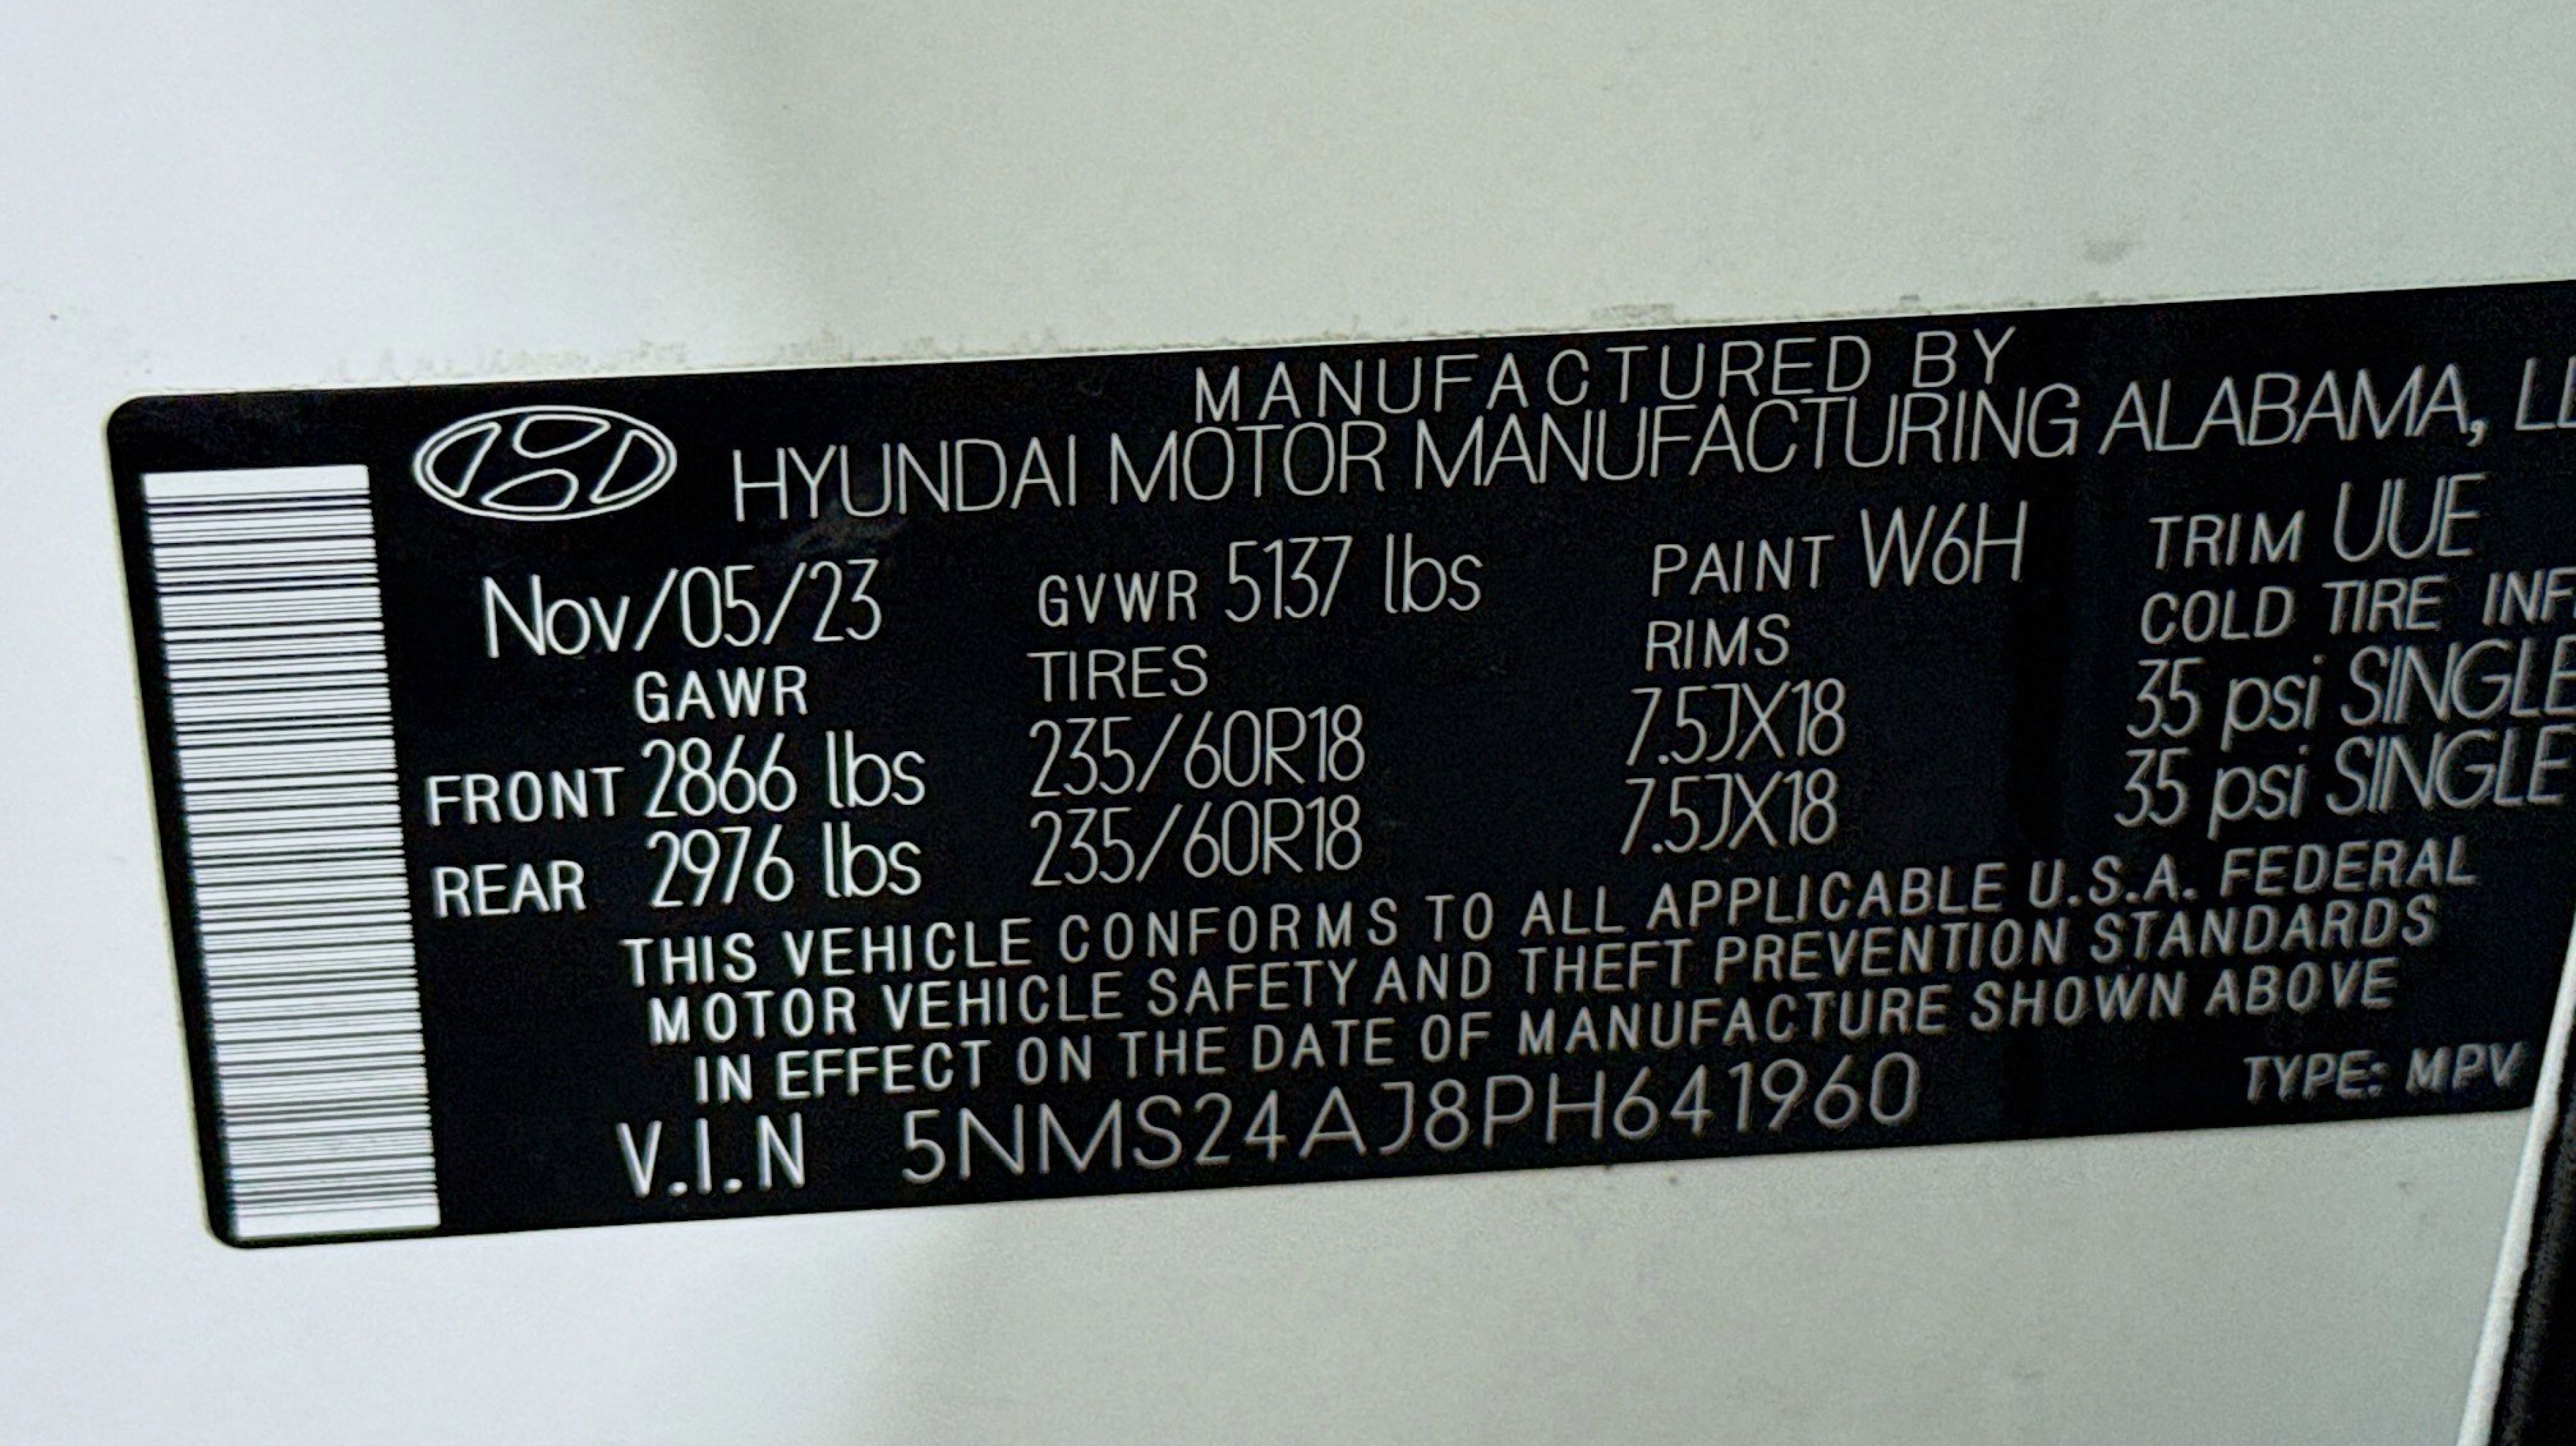 MANUFACTURED BY
HYUNDAI MOTOR MANUFACTURING ALABAMA,
Nov/05/23 GVWR 5137 lbs PAINT W6H TRIM UUE
GAWR TIRES RIMS COLD TIRE
FRONT 2866 lbs 235/60R18 7.5JX18 35 psi SINGLE
REAR 2976 lbs 235/60R18 7.5JX18 35 psi SINGLE
THIS VEHICLE CONFORMS TO ALL APPLICABLE U.S.A. FEDERAL
MOTOR VEHICLE SAFETY AND THEFT PREVENTION STANDARDS
IN EFFECT ON THE DATE OF MANUFACTURE SHOWN ABOVE
V.I.N 5NMS24AJ8PH641960 TYPE: MPV